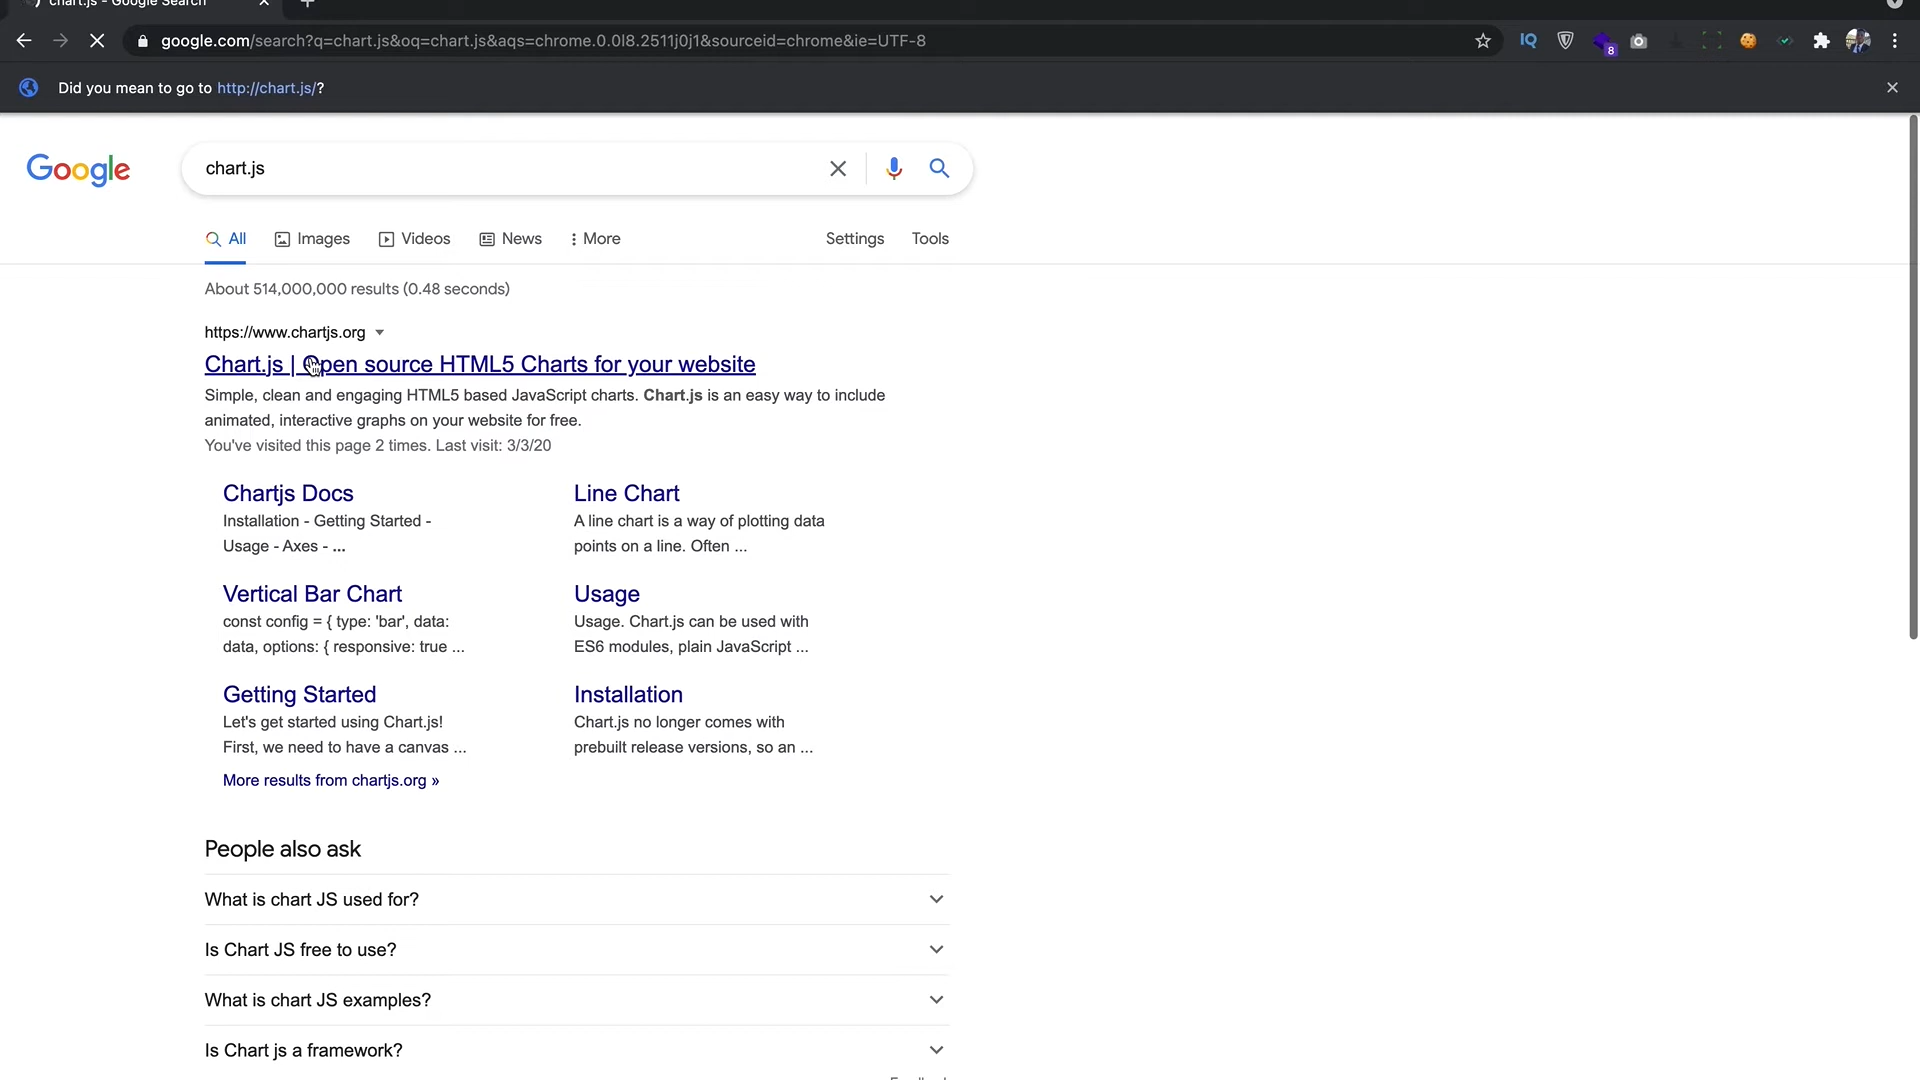 chart.js - Google Search
google.com/search?q=chart.js&oq=chart.js&aqs=chrome.0.0l8.2511j0j1&sourceid=chrome&ie=UTF-8
8
Did you mean to go to http://chart.js/?
Google
chart.js
All
Images
Videos
News
More
Settings
Tools
About 514,000,000 results (0.48 seconds)
https://www.chartjs.org
Chart.js | Open source HTML5 Charts for your website
Simple, clean and engaging HTML5 based JavaScript charts. Chart.js is an easy way to include
animated, interactive graphs on your website for free.
You've visited this page 2 times. Last visit: 3/3/20
Chartjs Docs
Installation - Getting Started -
Usage - Axes - ...
Line Chart
A line chart is a way of plotting data
points on a line. Often ...
Vertical Bar Chart
const config = { type: 'bar', data:
data, options: { responsive: true ...
Usage
Usage. Chart.js can be used with
ES6 modules, plain JavaScript ...
Getting Started
Let's get started using Chart.js!
First, we need to have a canvas ...
Installation
Chart.js no longer comes with
prebuilt release versions, so an ...
More results from chartjs.org »
People also ask
What is chart JS used for?
Is Chart JS free to use?
What is chart JS examples?
Is Chart js a framework?